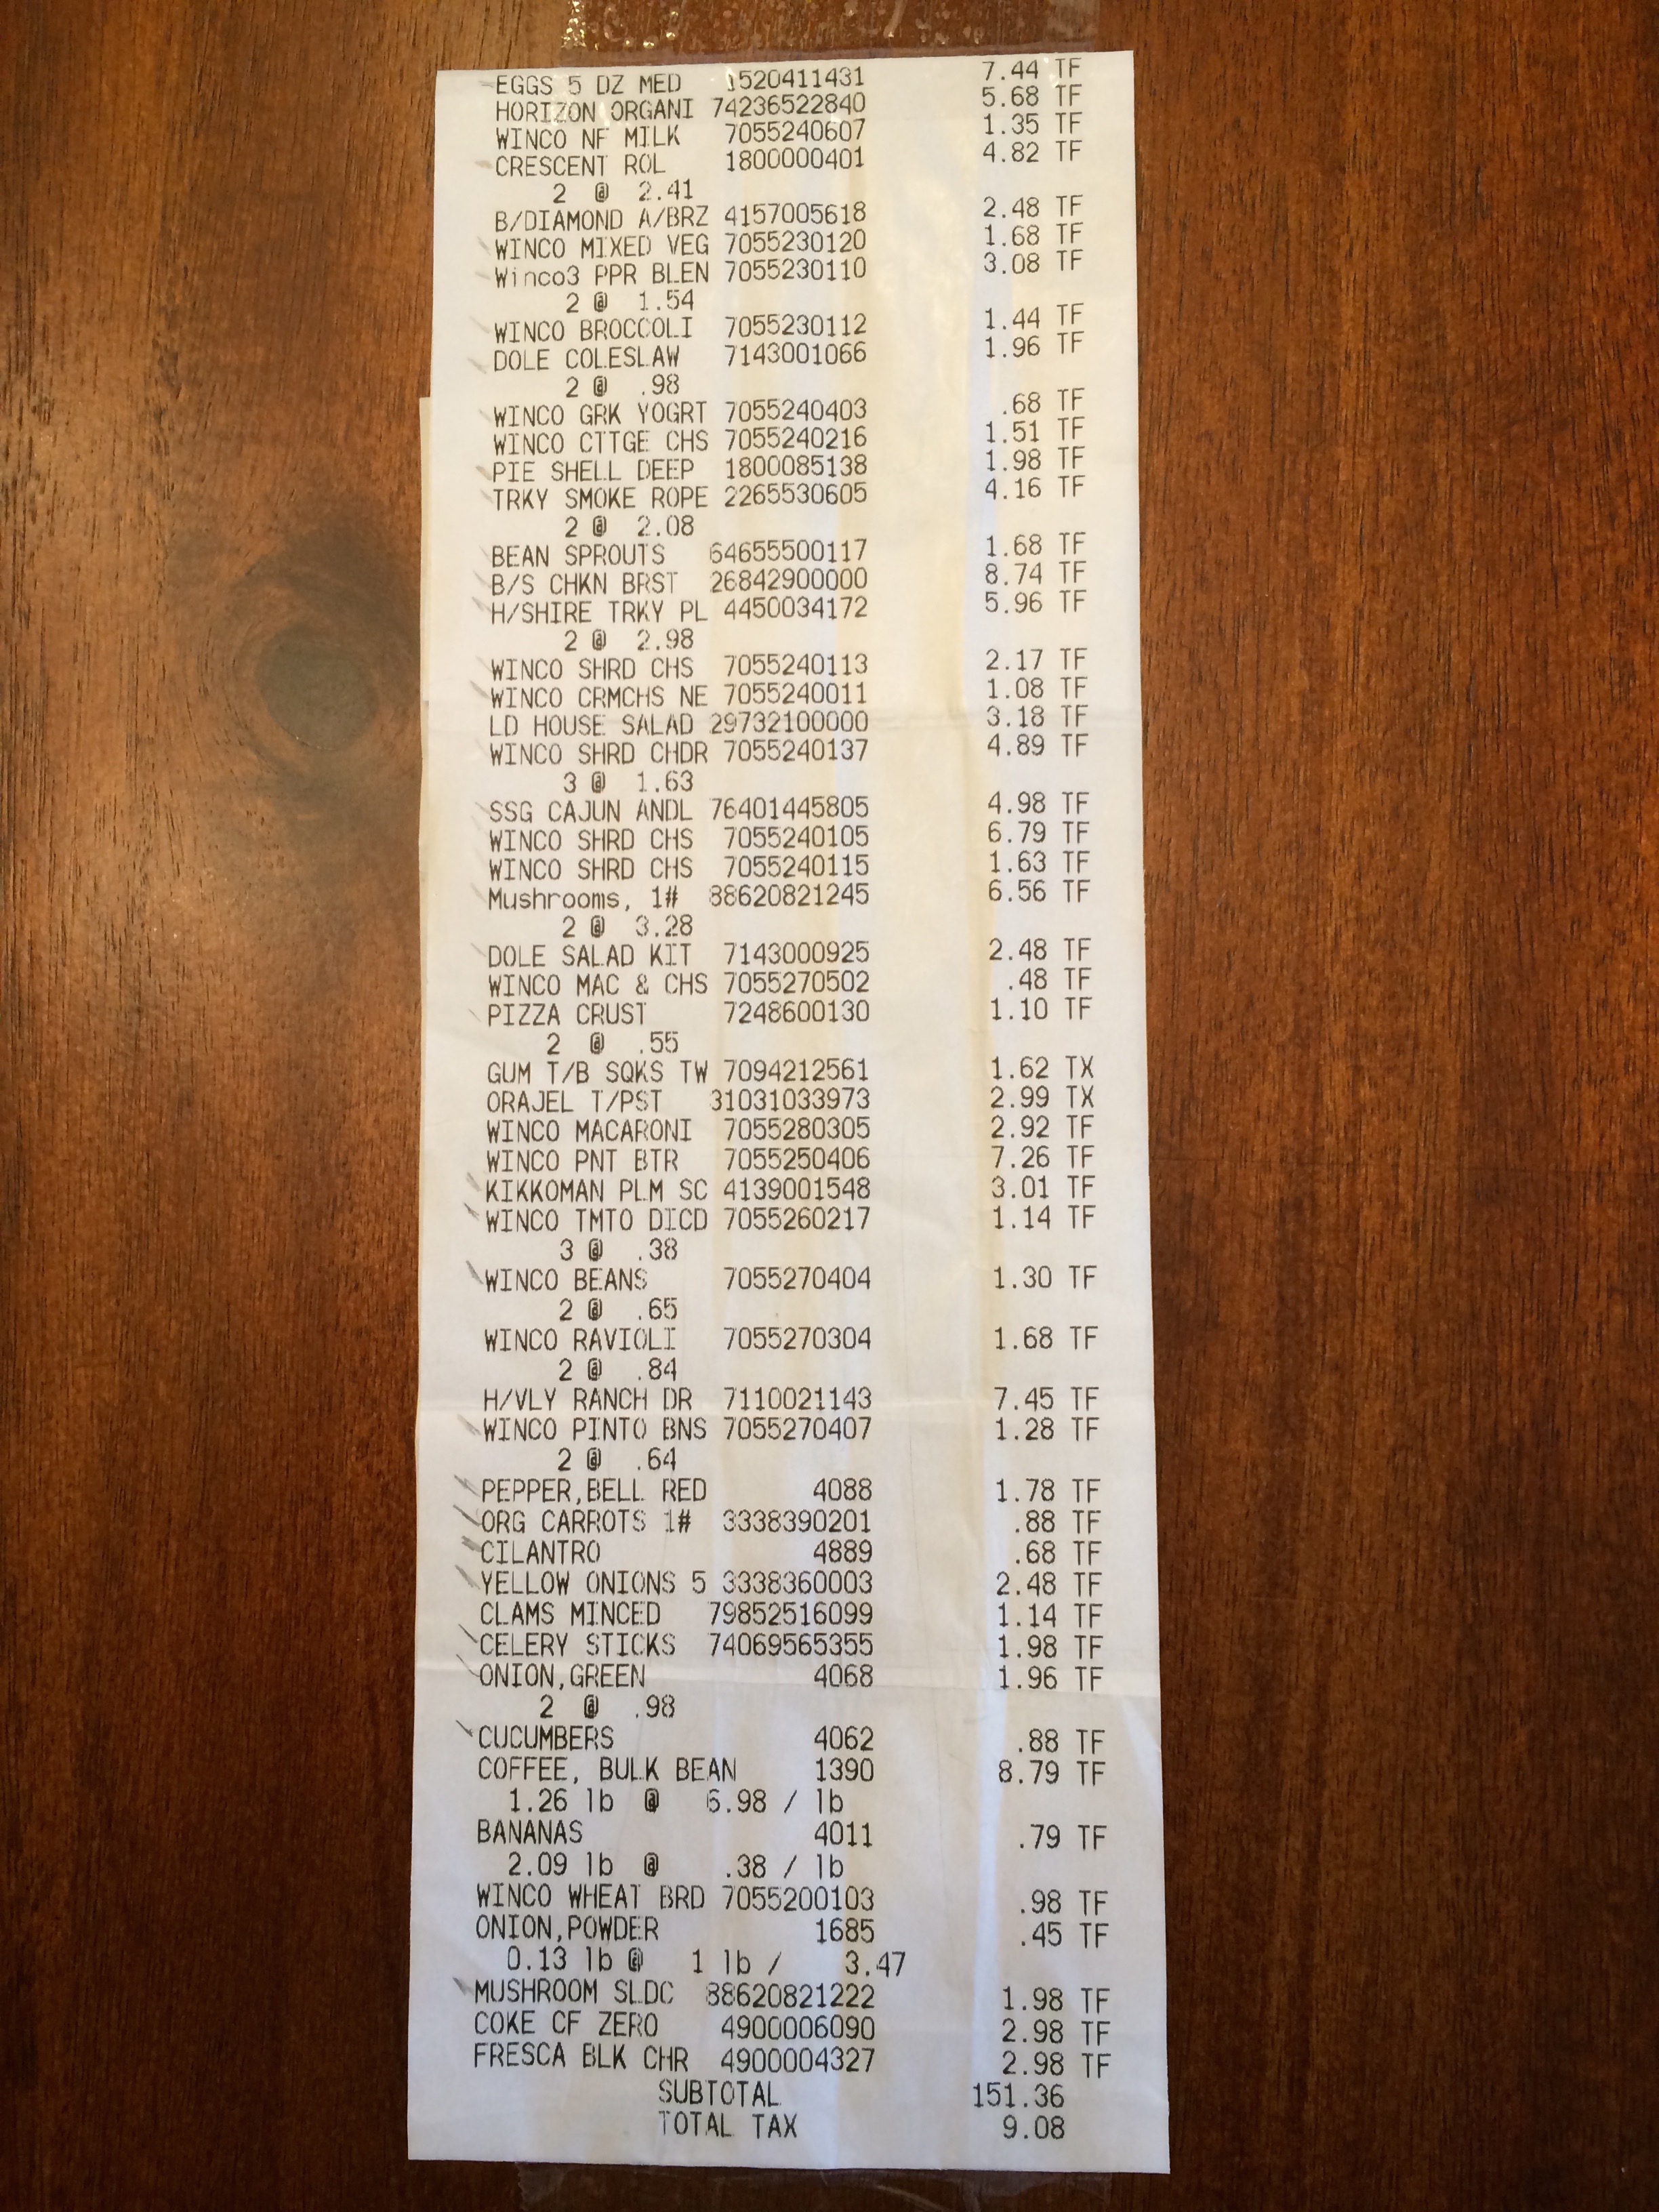 EGGS 5 DZ MED 1520411431 7.44 TF
HORIZON ORGANI 74236522840 5.68 TF
WINCO NF MILK 7055240607 1.35 TF
CRESCENT ROL 1800000401 4.82 TF
2 @ 2.41
B/DIAMOND A/BRZ 4157005618 2.48 TF
WINCO MIXED VEG 7055230120 1.68 TF
Winco3 PPR BLEN 7055230110 3.08 TF
2 @ 1.54
WINCO BROCCOLI 7055230112 1.44 TF
DOLE COLESLAW 7143001066 1.96 TF
2 @ .98
WINCO GRK YOGRT 7055240403 .68 TF
WINCO CTTGE CHS 7055240216 1.51 TF
PIE SHELL DEEP 1800085138 1.98 TF
TRKY SMOKE ROPE 2265530605 4.16 TF
2 @ 2.08
BEAN SPROUTS 64655500117 1.68 TF
B/S CHKN BRST 26842900000 8.74 TF
H/SHIRE TRKY PL 4450034172 5.96 TF
2 @ 2.98
WINCO SHRD CHS 7055240113 2.17 TF
WINCO CRMCHS NE 7055240011 1.08 TF
LD HOUSE SALAD 29732100000 3.18 TF
WINCO SHRD CHDR 7055240137 4.89 TF
3 @ 1.63
SSG CAJUN ANDL 76401445805 4.98 TF
WINCO SHRD CHS 7055240105 6.79 TF
WINCO SHRD CHS 7055240115 1.63 TF
Mushrooms, 1# 88620821245 6.56 TF
2 @ 3.28
DOLE SALAD KIT 7143000925 2.48 TF
WINCO MAC & CHS 7055270502 .48 TF
PIZZA CRUST 7248600130 1.10 TF
2 @ .55
GUM T/B SQKS TW 7094212561 1.62 TX
ORAJEL T/PST 31031033973 2.99 TX
WINCO MACARONI 7055280305 2.92 TF
WINCO PNT BTR 7055250406 7.26 TF
KIKKOMAN PLM SC 4139001548 3.01 TF
WINCO TMTO DICD 7055260217 1.14 TF
3 @ .38
WINCO BEANS 7055270404 1.30 TF
2 @ .65
WINCO RAVIOLI 7055270304 1.68 TF
2 @ .84
H/VLY RANCH DR 7110021143 7.45 TF
WINCO PINTO BNS 7055270407 1.28 TF
2 @ .64
PEPPER,BELL RED 4088 1.78 TF
ORG CARROTS 1# 3338390201 .88 TF
CILANTRO 4889 .68 TF
YELLOW ONIONS 5 3338360003 2.48 TF
CLAMS MINCED 79852516099 1.14 TF
CELERY STICKS 74069565355 1.98 TF
ONION,GREEN 4068 1.96 TF
2 @ .98
CUCUMBERS 4062 .88 TF
COFFEE, BULK BEAN 1390 8.79 TF
1.26 lb @ 6.98 / lb
BANANAS 4011 .79 TF
2.09 lb @ .38 / lb
WINCO WHEAT BRD 7055200103 .98 TF
ONION,POWDER 1685 .45 TF
0.13 lb @ 1 lb / 3.47
MUSHROOM SLDC 88620821222 1.98 TF
COKE CF ZERO 4900006090 2.98 TF
FRESCA BLK CHR 4900004327 2.98 TF
SUBTOTAL 151.36
TOTAL TAX 9.08